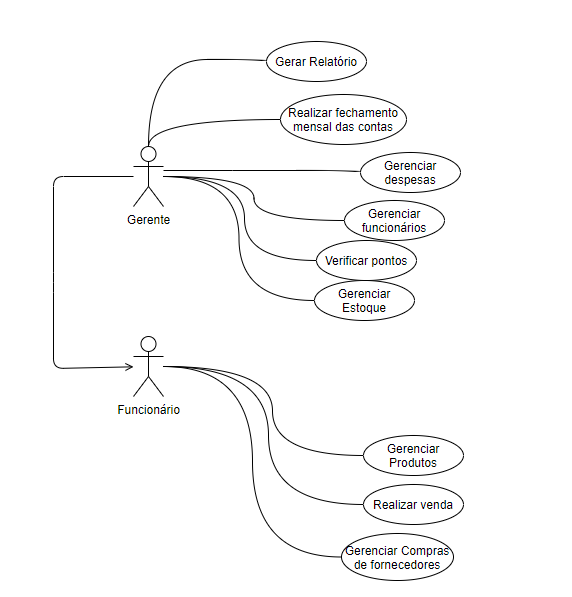 Gerar Relatório
Realizar fechamento
mensal das contas
Gerenciar
despesas
Gerente
Gerenciar
funcionários
Verificar pontos
Gerenciar
Estoque
Funcionário
Gerenciar
Produtos
Realizar venda
Gerenciar Compras
de fornecedores